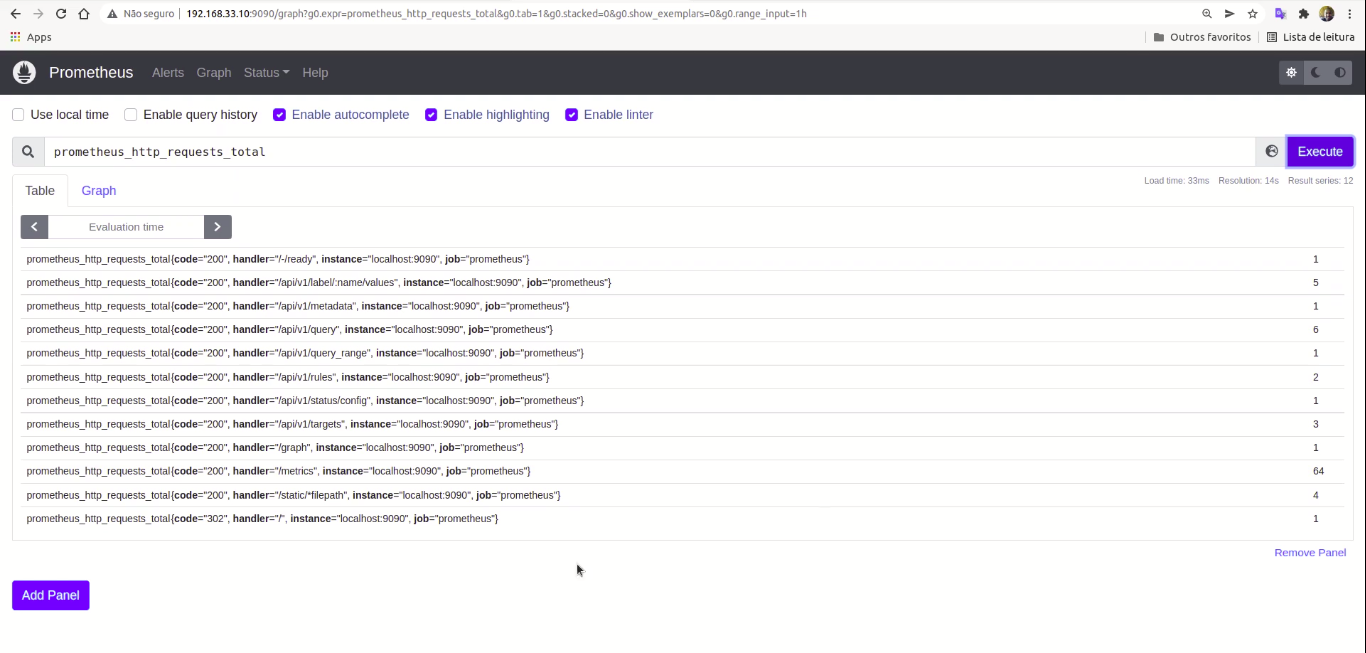 Não seguro 192.168.33.10:9090/graph?g0.expr=prometheus_http_requests_total&g0.tab=1&g0.stacked=0&g0.show_exemplars=0&g0.range_input=1h
Apps Outros favoritos Lista de leitura
Prometheus Alerts Graph Status Help
Use local time Enable query history Enable autocomplete Enable highlighting Enable linter
prometheus_http_requests_total Execute
Table Graph Load time: 33ms Resolution: 14s Result series: 12
Evaluation time
prometheus_http_requests_total{code="200", handler="/-/ready", instance="localhost:9090", job="prometheus"} 1
prometheus_http_requests_total{code="200", handler="/api/v1/label/:name/values", instance="localhost:9090", job="prometheus"} 5
prometheus_http_requests_total{code="200", handler="/api/v1/metadata", instance="localhost:9090", job="prometheus"} 1
prometheus_http_requests_total{code="200", handler="/api/v1/query", instance="localhost:9090", job="prometheus"} 6
prometheus_http_requests_total{code="200", handler="/api/v1/query_range", instance="localhost:9090", job="prometheus"} 1
prometheus_http_requests_total{code="200", handler="/api/v1/rules", instance="localhost:9090", job="prometheus"} 2
prometheus_http_requests_total{code="200", handler="/api/v1/status/config", instance="localhost:9090", job="prometheus"} 1
prometheus_http_requests_total{code="200", handler="/api/v1/targets", instance="localhost:9090", job="prometheus"} 3
prometheus_http_requests_total{code="200", handler="/graph", instance="localhost:9090", job="prometheus"} 1
prometheus_http_requests_total{code="200", handler="/metrics", instance="localhost:9090", job="prometheus"} 64
prometheus_http_requests_total{code="200", handler="/static/*filepath", instance="localhost:9090", job="prometheus"} 4
prometheus_http_requests_total{code="302", handler="/", instance="localhost:9090", job="prometheus"} 1
Remove Panel
Add Panel